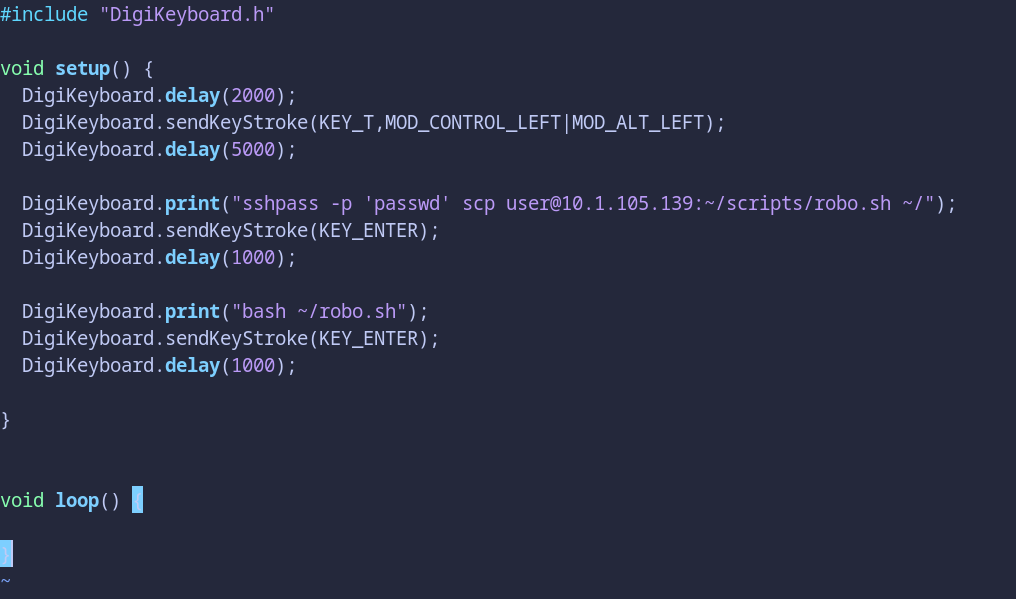 #include "DigiKeyboard.h"
void setup() {
  DigiKeyboard.delay(2000);
  DigiKeyboard.sendKeyStroke(KEY_T,MOD_CONTROL_LEFT|MOD_ALT_LEFT);
  DigiKeyboard.delay(5000);
  DigiKeyboard.print("sshpass -p 'passwd' scp user@10.1.105.139:~/scripts/robo.sh ~/");
  DigiKeyboard.sendKeyStroke(KEY_ENTER);
  DigiKeyboard.delay(1000);
  DigiKeyboard.print("bash ~/robo.sh");
  DigiKeyboard.sendKeyStroke(KEY_ENTER);
  DigiKeyboard.delay(1000);
}
void loop() {
}
~